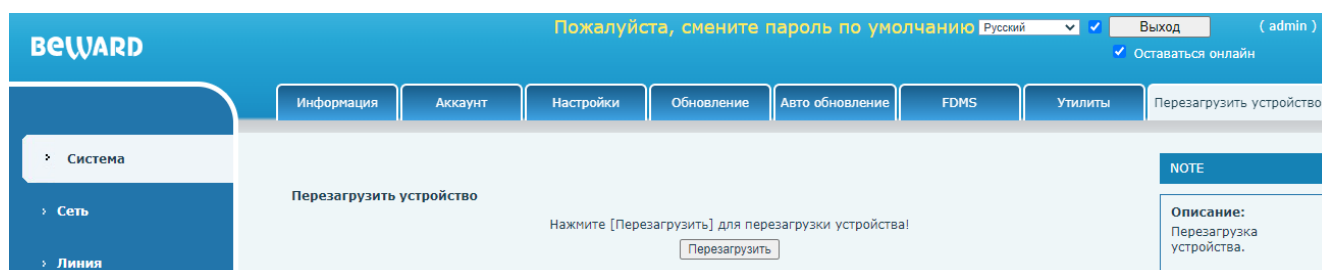 Пожалуйста, смените пароль по умолчанию Русский Выход ( admin )
BEWARD
Оставаться онлайн
Информация Аккаунт Настройки Обновление Авто обновление FDMS Утилиты Перезагрузить устройство
Система
NOTE
Перезагрузить устройство
Сеть
Нажмите [Перезагрузить] для перезагрузки устройства!
Описание:
Перезагрузка
Перезагрузить
устройства.
Линия